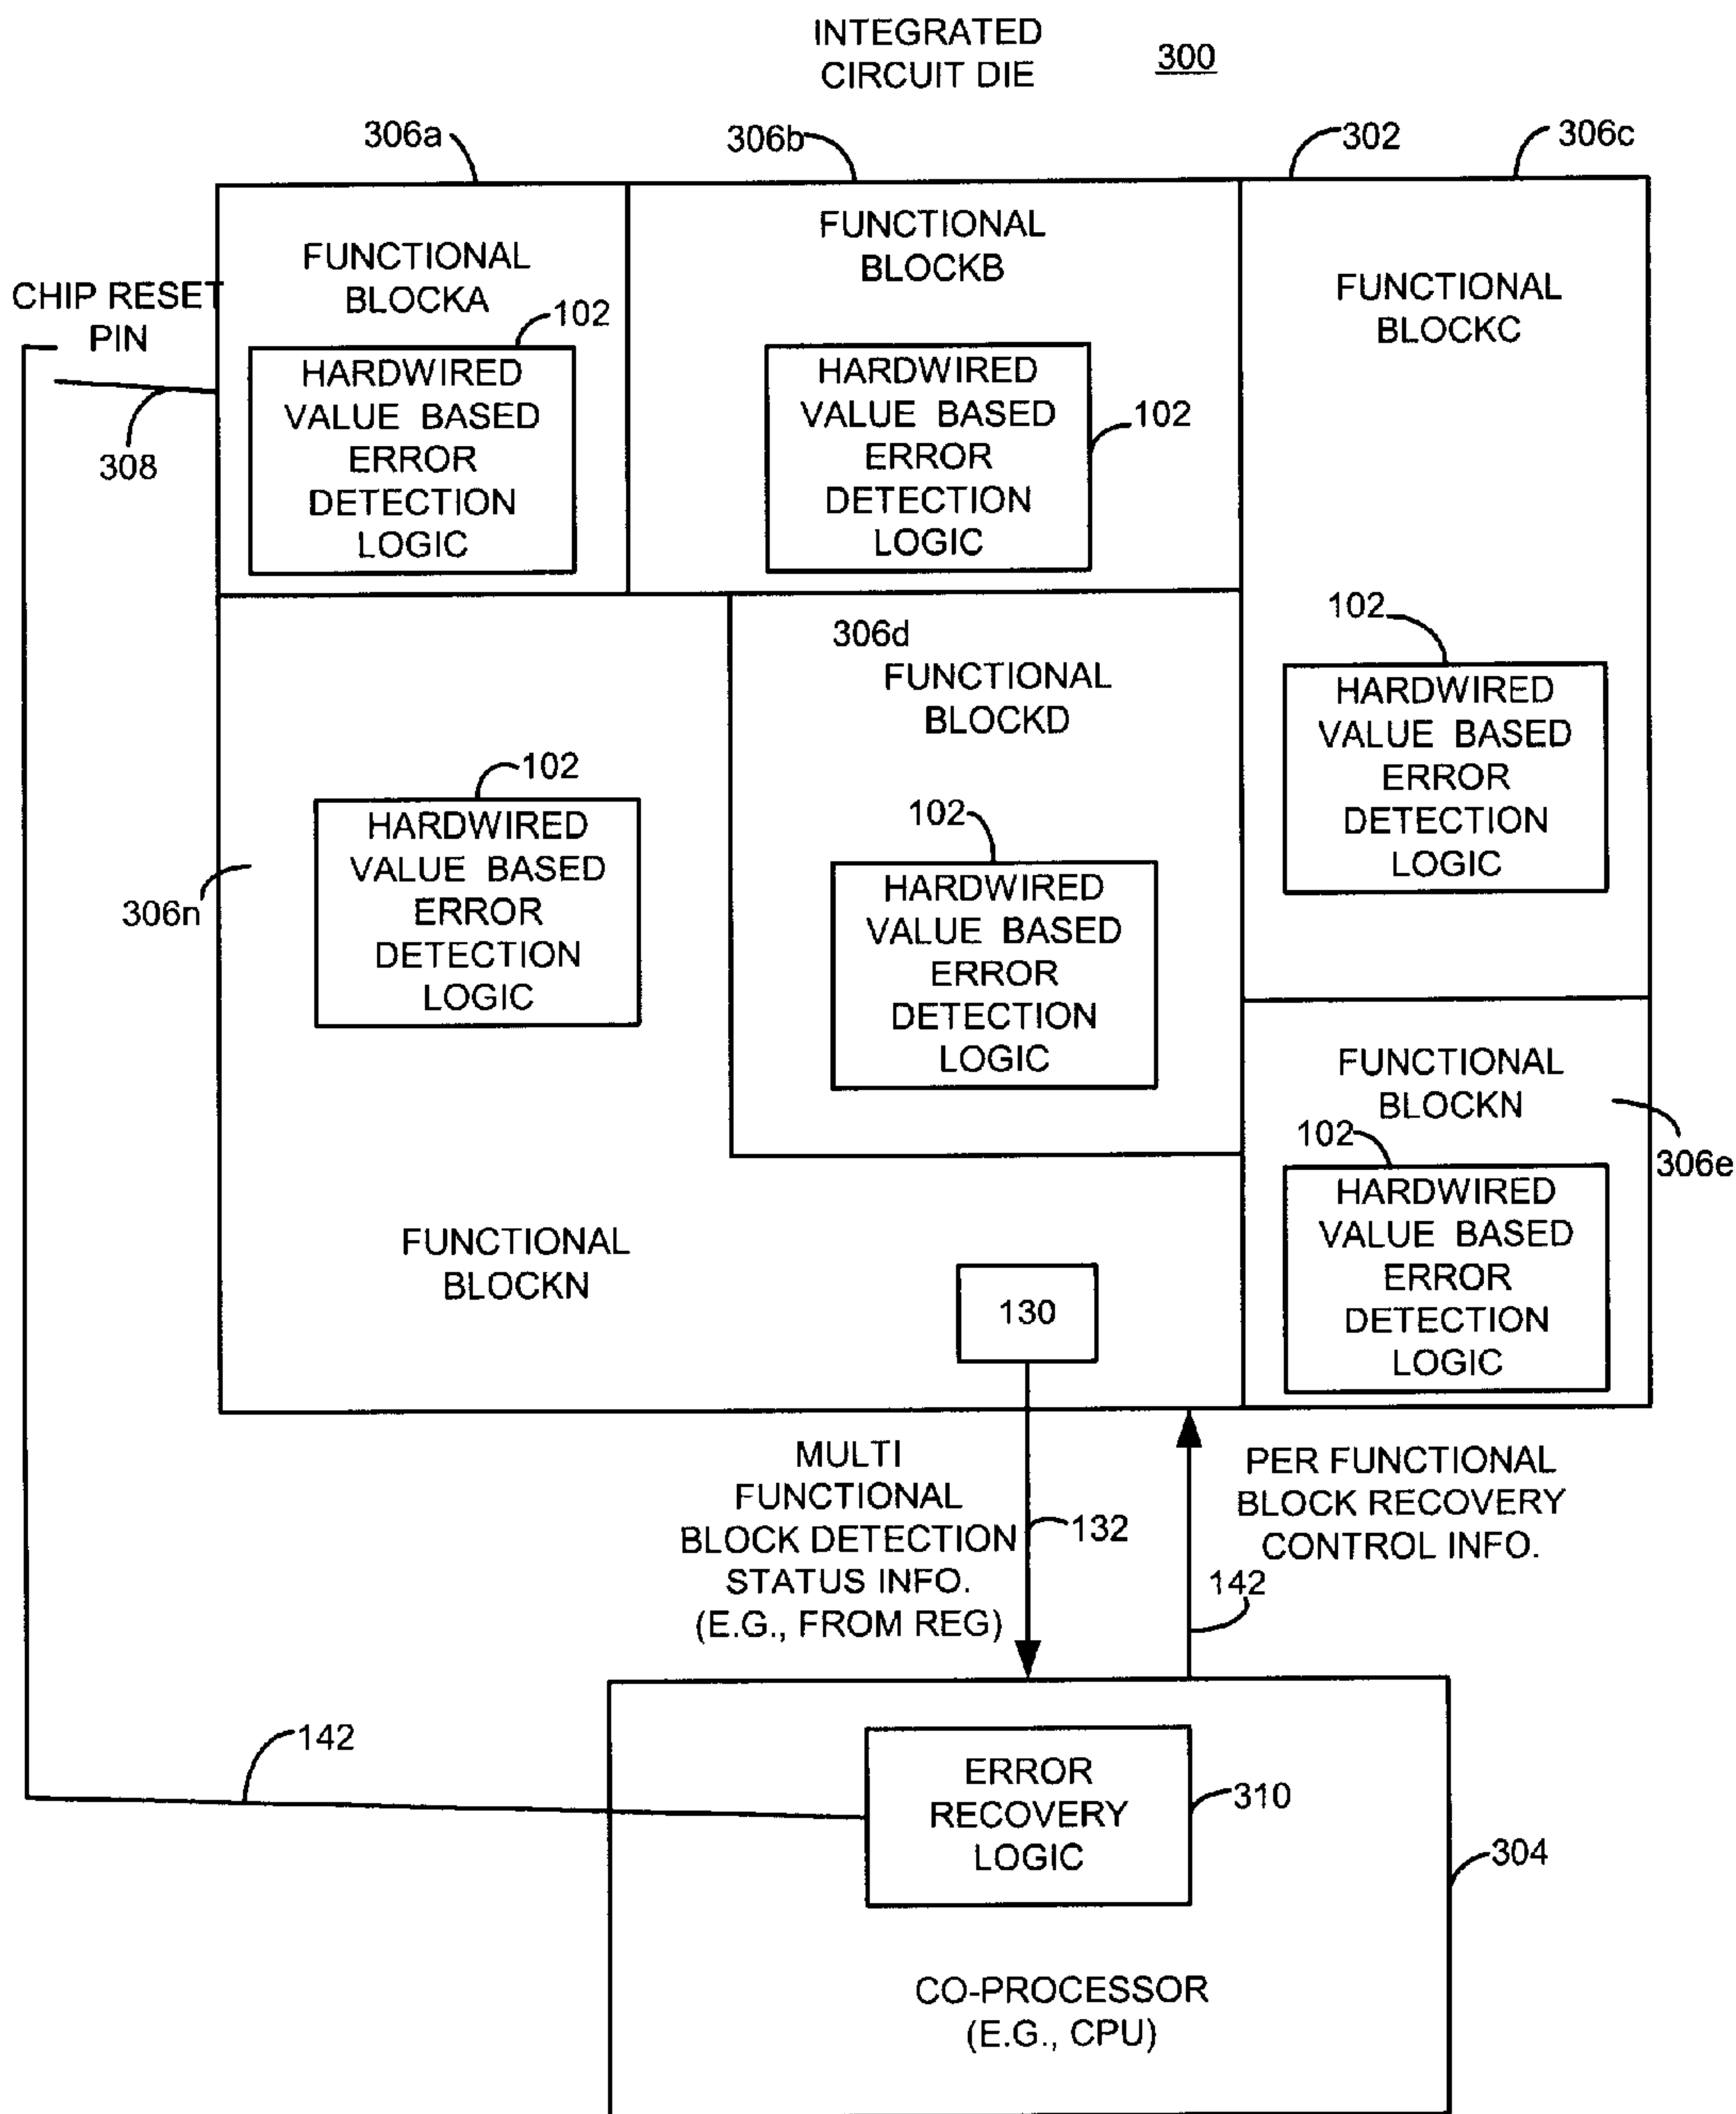 INTEGRATED
CIRCUIT DIE
300
306a
306b
302
306c
CHIP RESET
PIN
308
FUNCTIONAL
BLOCKA
102
HARDWIRED
VALUE BASED
ERROR
DETECTION
LOGIC
FUNCTIONAL
BLOCKB
HARDWIRED
VALUE BASED
ERROR
DETECTION
LOGIC
102
FUNCTIONAL
BLOCKC
102
HARDWIRED
VALUE BASED
ERROR
DETECTION
LOGIC
306d
FUNCTIONAL
BLOCKD
102
HARDWIRED
VALUE BASED
ERROR
DETECTION
LOGIC
102
HARDWIRED
VALUE BASED
ERROR
DETECTION
LOGIC
306n
FUNCTIONAL
BLOCKN
130
FUNCTIONAL
BLOCKN
306e
102
HARDWIRED
VALUE BASED
ERROR
DETECTION
LOGIC
MULTI
FUNCTIONAL
BLOCK DETECTION
STATUS INFO.
(E.G., FROM REG)
132
PER FUNCTIONAL
BLOCK RECOVERY
CONTROL INFO.
142
142
ERROR
RECOVERY
LOGIC
310
304
CO-PROCESSOR
(E.G., CPU)